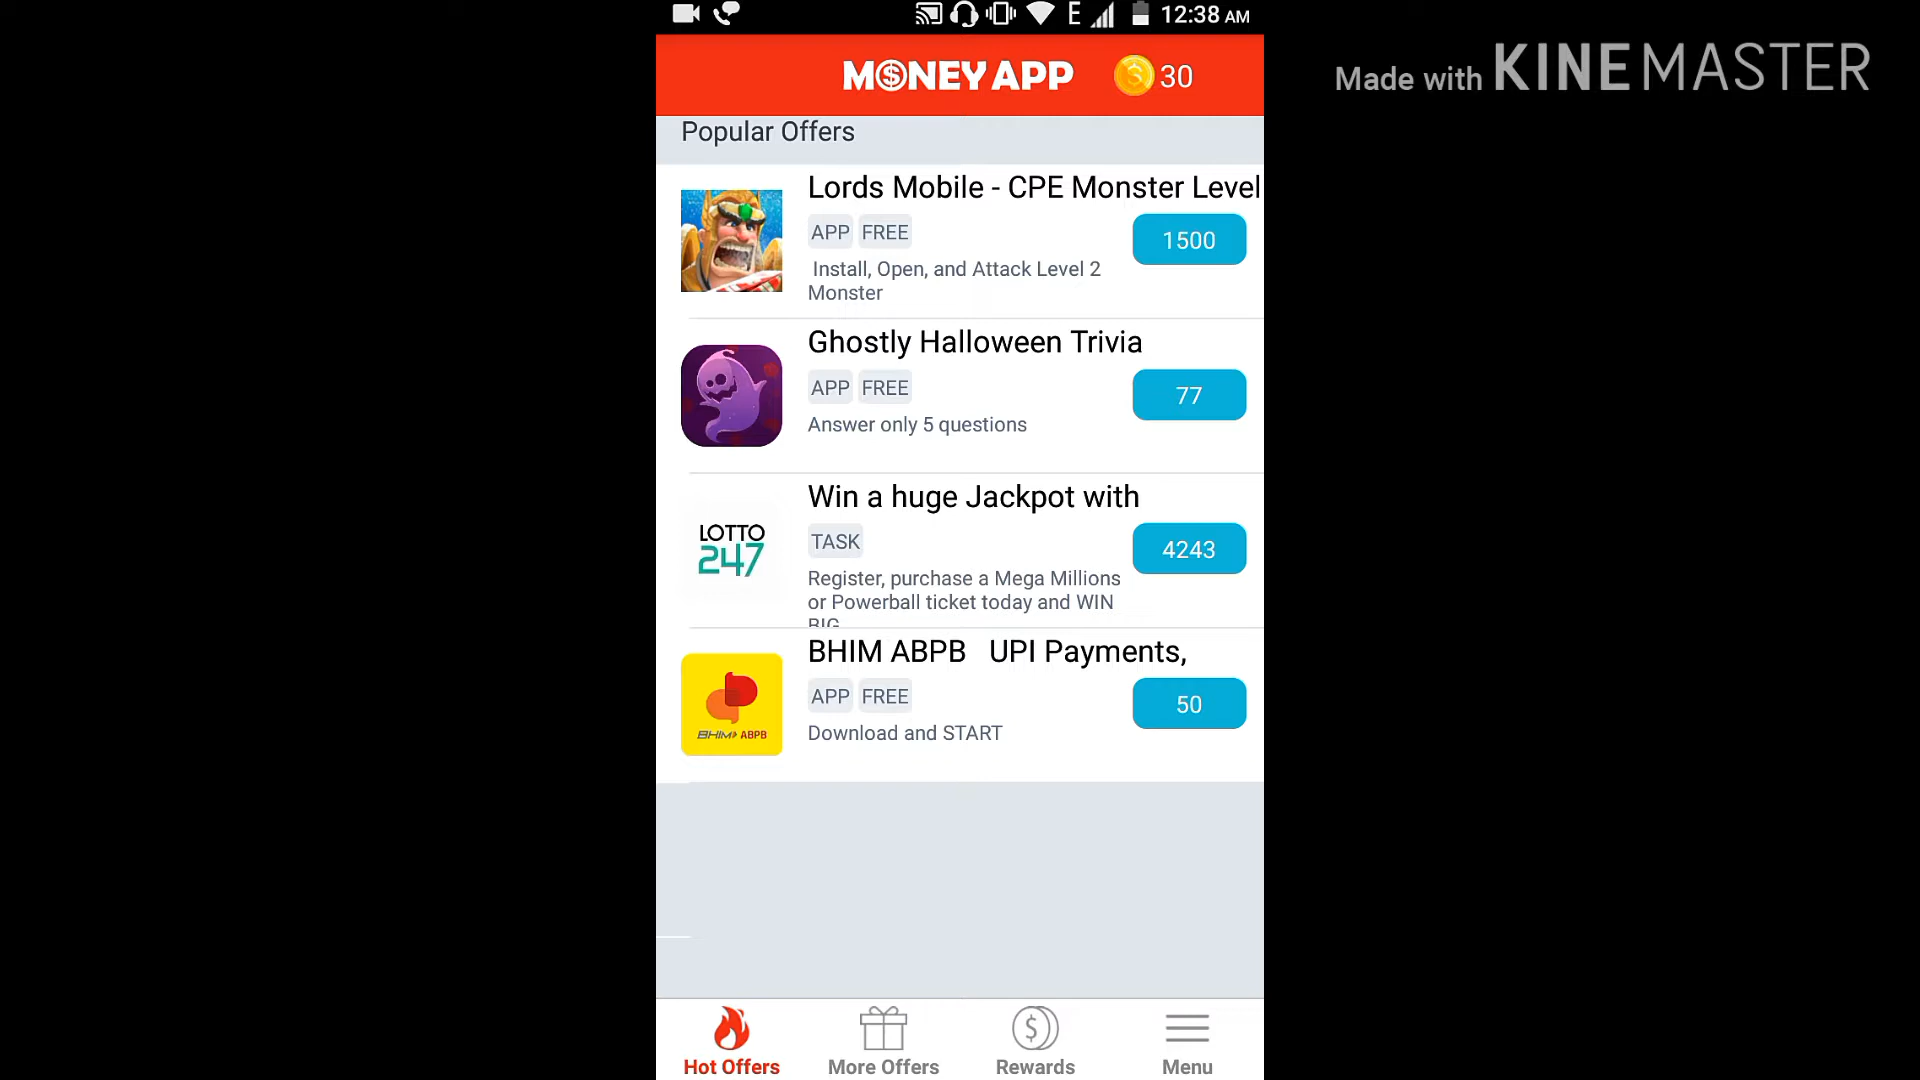 E 12:38 AM
MONEY APP 30
Made with KINEMASTER
Popular Offers
Lords Mobile - CPE Monster Level
APP FREE
1500
Install, Open, and Attack Level 2
Monster
Ghostly Halloween Trivia
APP FREE
77
Answer only 5 questions
Win a huge Jackpot with
LOTTO
247
TASK
4243
Register, purchase a Mega Millions
or Powerball ticket today and WIN
BIG
BHIM ABPB UPI Payments,
APP FREE
50
Download and START
BHIM ABPB
Hot Offers More Offers Rewards Menu